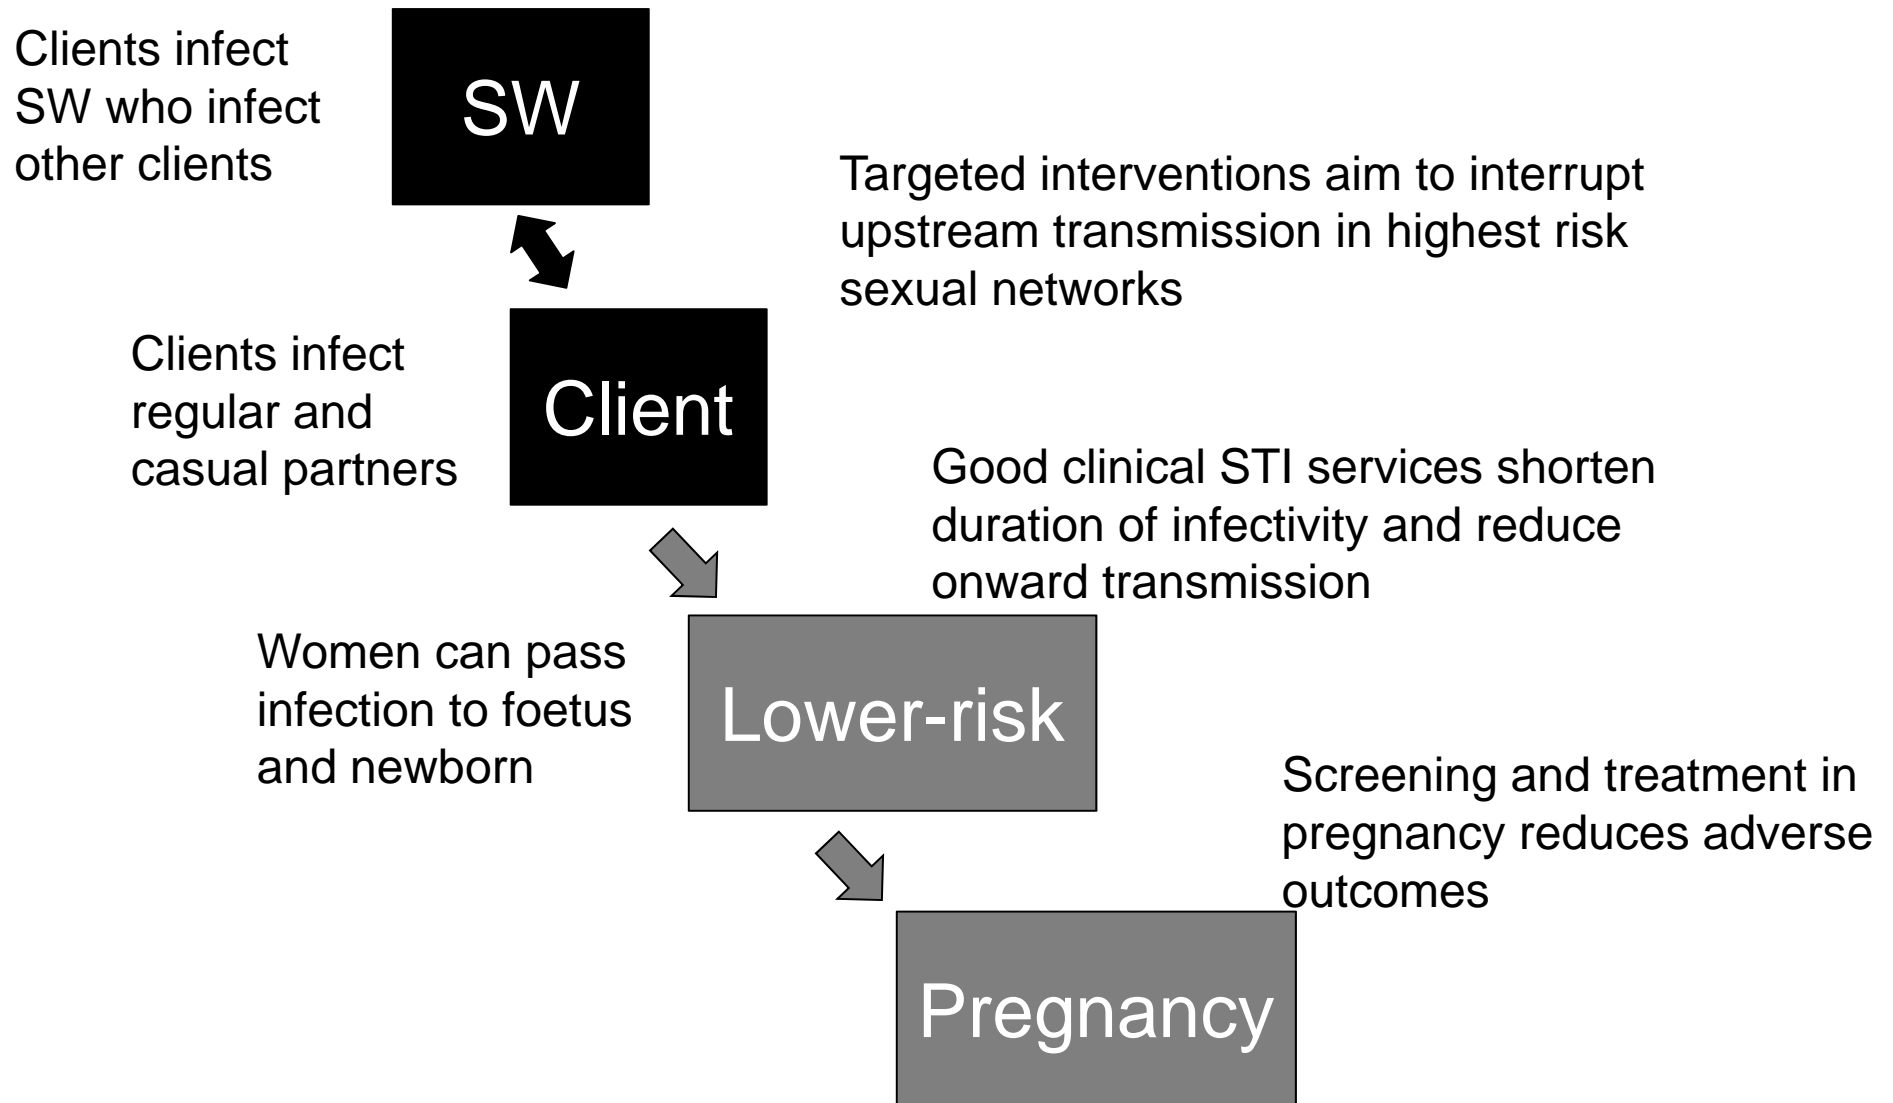 Clients infect
SW who infect
other clients
SW
Targeted interventions aim to interrupt
upstream transmission in highest risk
sexual networks
Clients infect
regular and
casual partners
Client
Good clinical STI services shorten
duration of infectivity and reduce
onward transmission
Women can pass
infection to foetus
and newborn
Lower-risk
Screening and treatment in
pregnancy reduces adverse
outcomes
Pregnancy